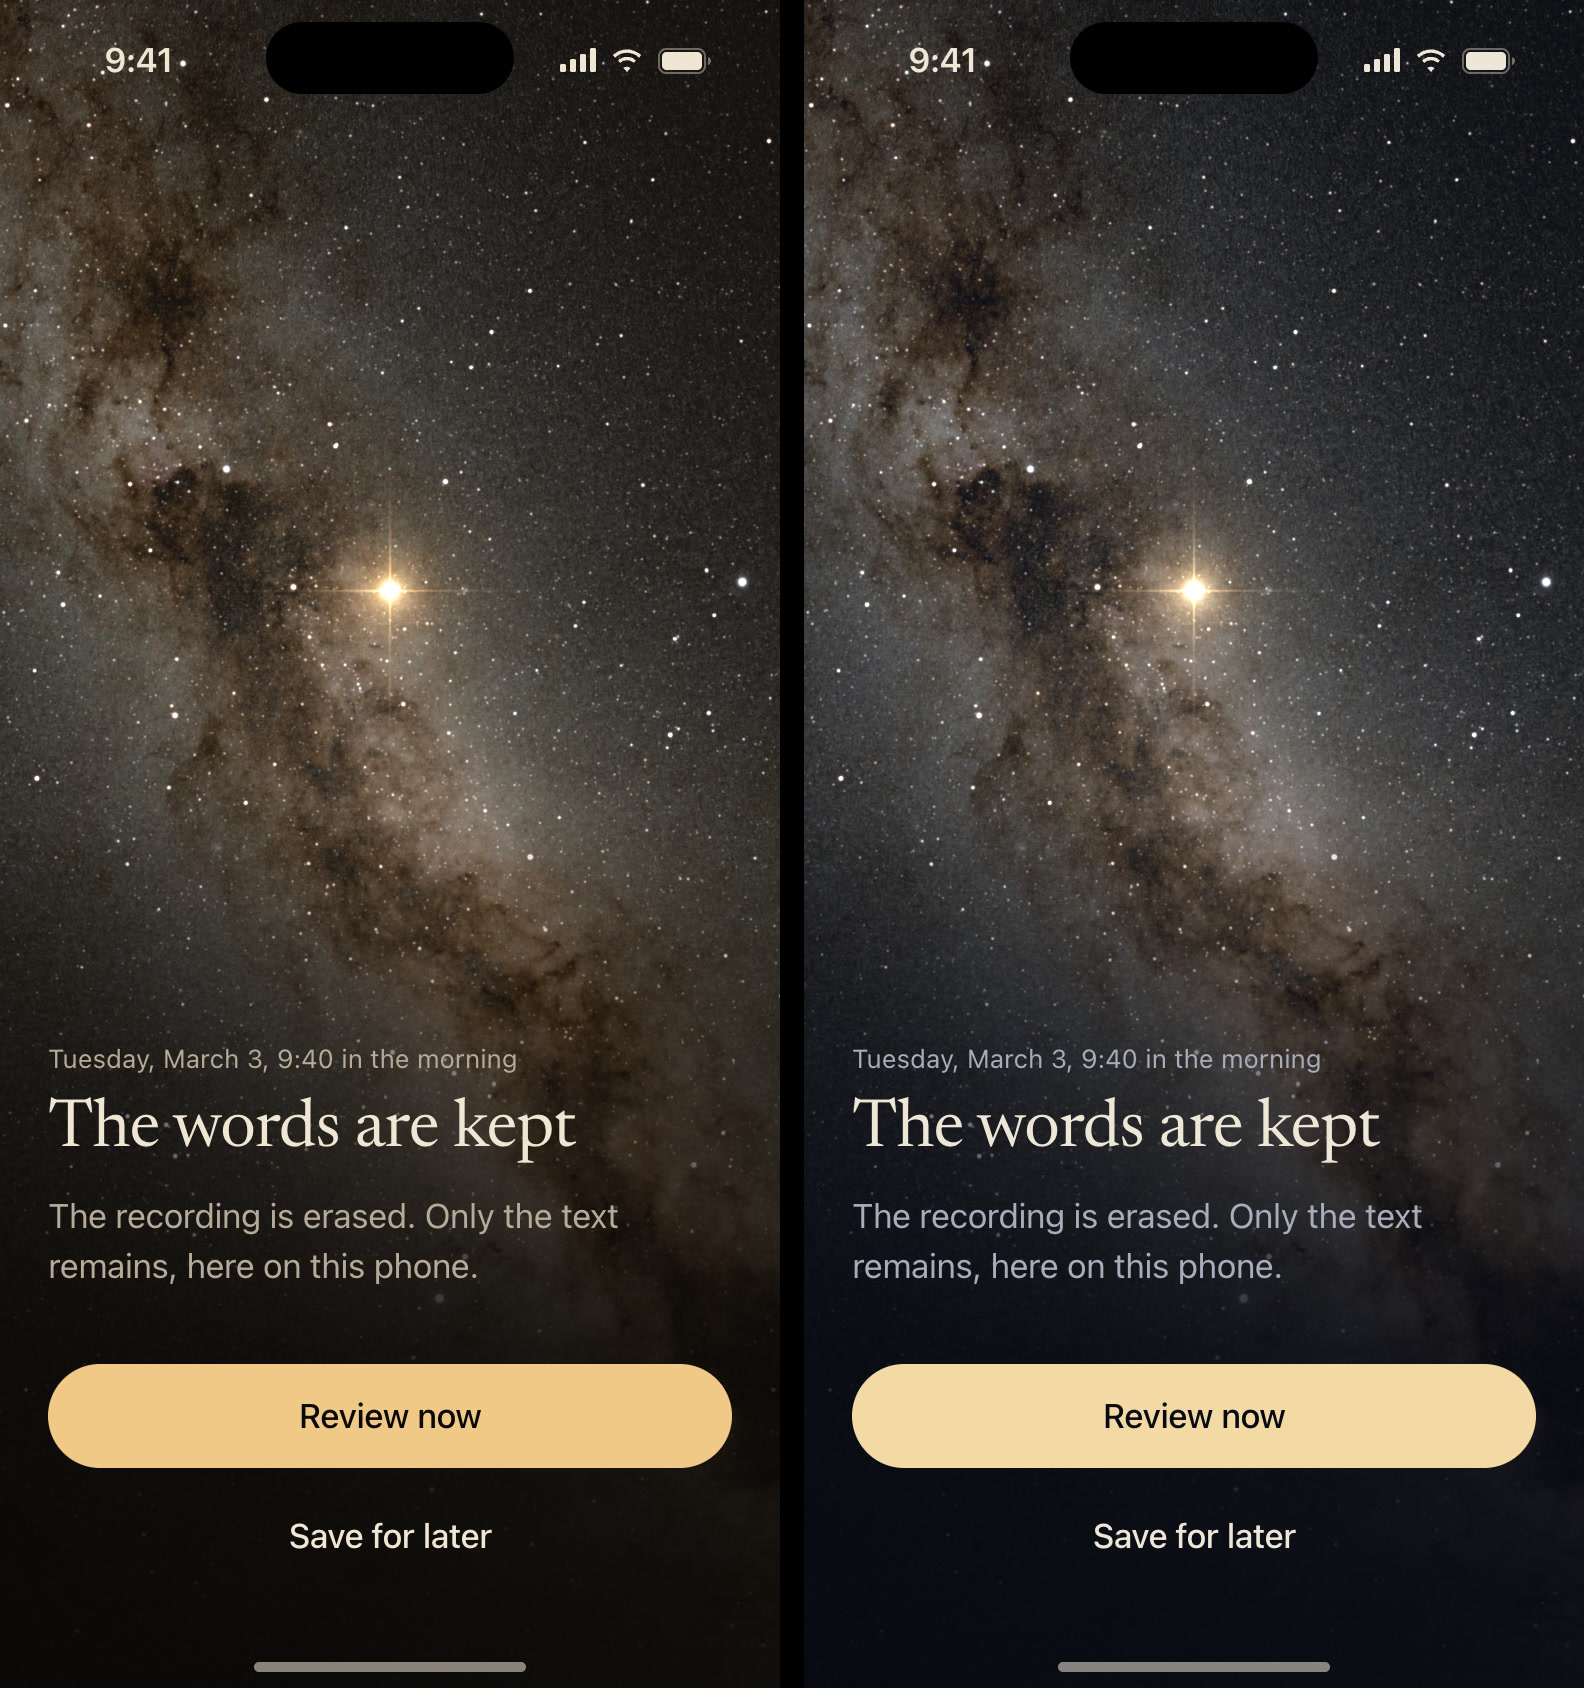 9:41
Tuesday, March 3, 9:40 in the morning
The words are kept
The recording is erased. Only the text
remains, here on this phone.
Review now
Save for later
9:41
Tuesday, March 3, 9:40 in the morning
The words are kept
The recording is erased. Only the text
remains, here on this phone.
Review now
Save for later